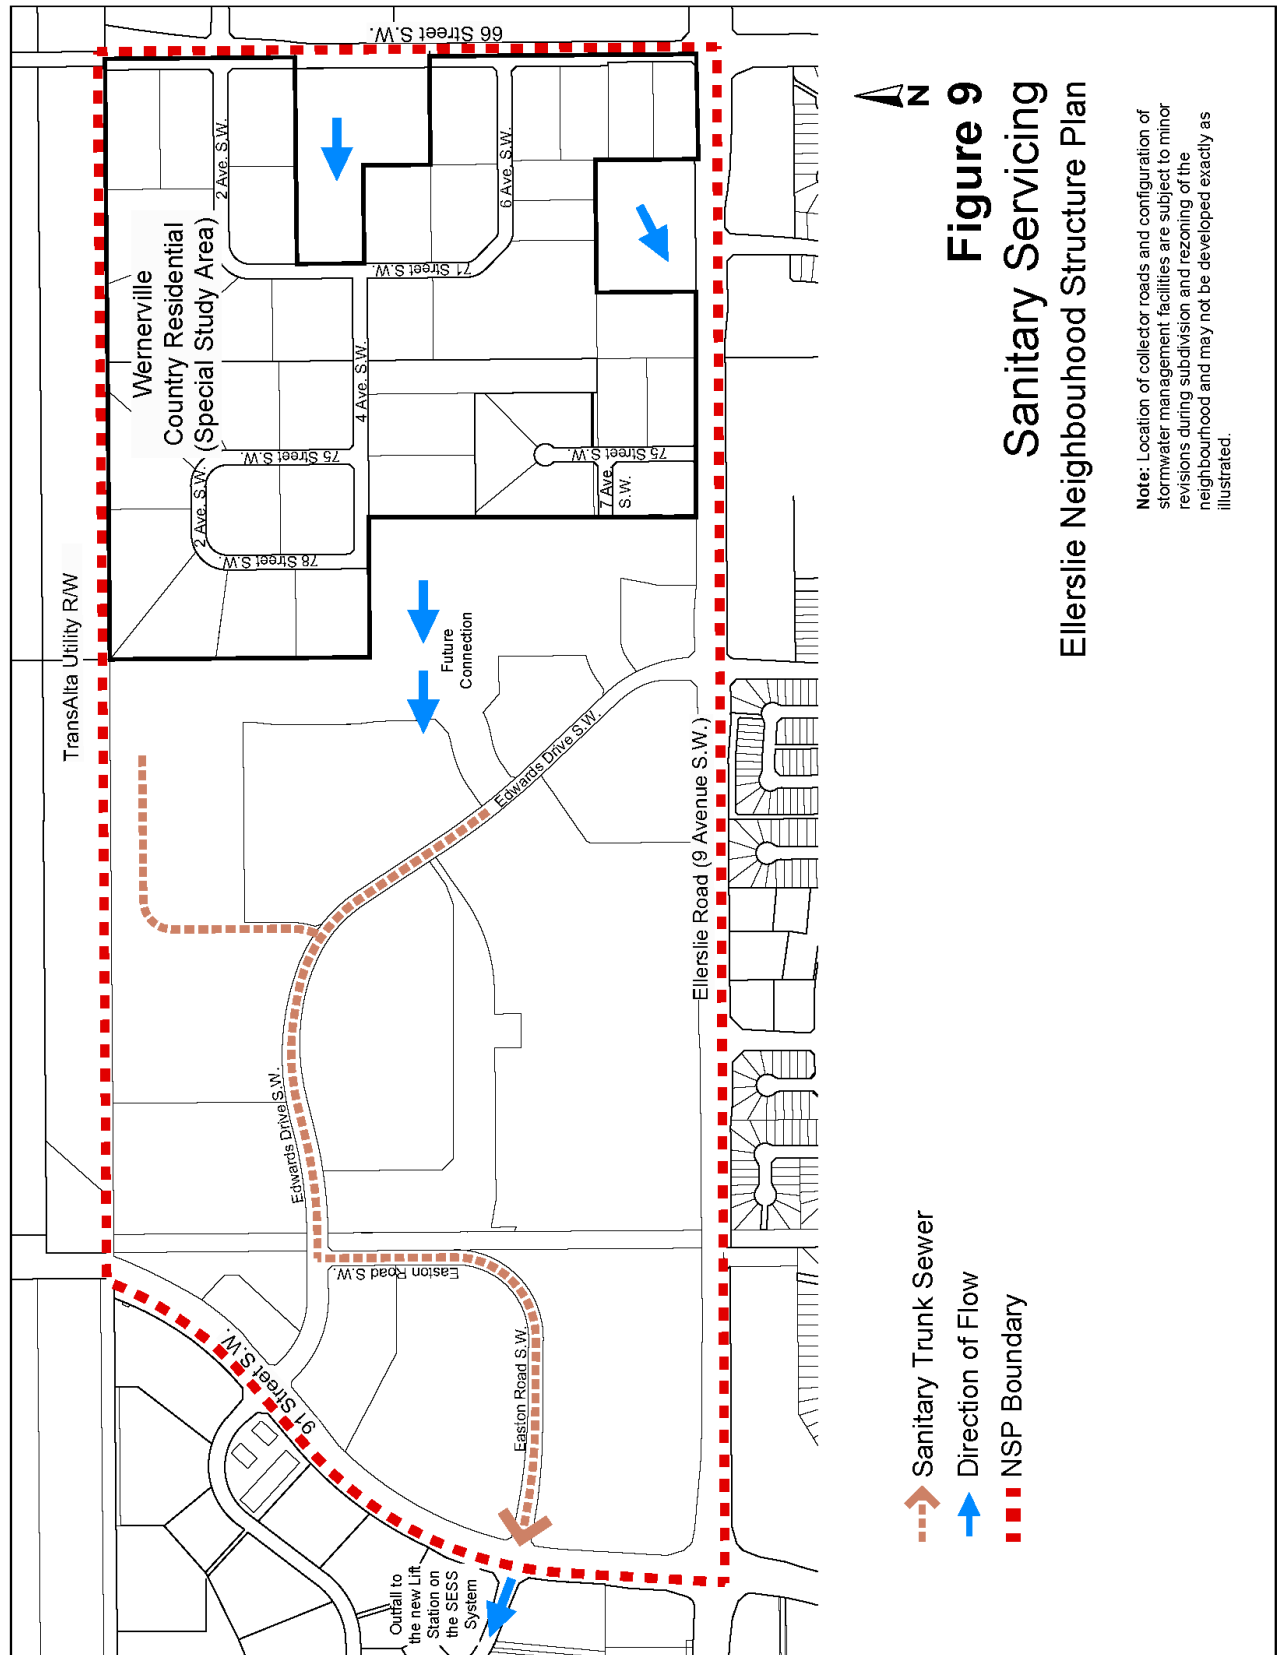 66 Street S.W.
2 Ave. S.W.
6 Ave. S.W.
Wernerville
Country Residential
(Special Study Area)
71 Street S.W.
4 Ave. S.W.
75 Street S.W.
75 Street S.W.
7 Ave.
S.W.
2 Ave. S.W.
78 Street S.W.
TransAlta Utility R/W
Future
Connection
Edwards Drive S.W.
Ellerslie Road (9 Avenue S.W.)
Edwards Drive S.W.
Easton Road S.W.
Easton Road S.W.
91 Street S.W.
Outfall to
the new Lift
Station on
the SESS
System
N
Figure 9
Sanitary Servicing
Ellerslie Neighbouhood Structure Plan
Note: Location of collector roads and configuration of
stormwater management facilities are subject to minor
revisions during subdivision and rezoning of the
neighbourhood and may not be developed exactly as
illustrated.
Sanitary Trunk Sewer
Direction of Flow
NSP Boundary